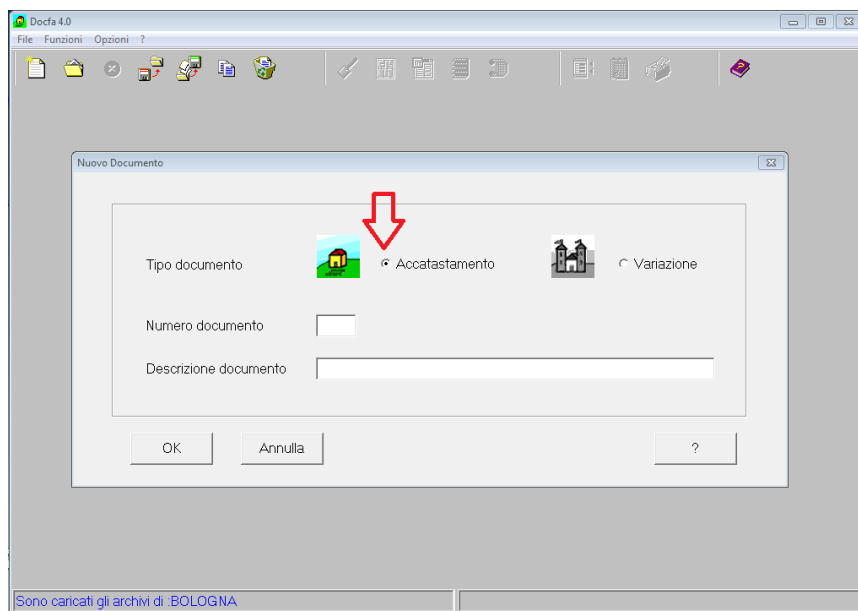 Docfa 4.0
File Funzioni Opzioni ?
Nuovo Documento
Tipo documento Accatastamento Variazione
Numero documento
Descrizione documento
OK Annulla ?
Sono caricati gli archivi di :BOLOGNA